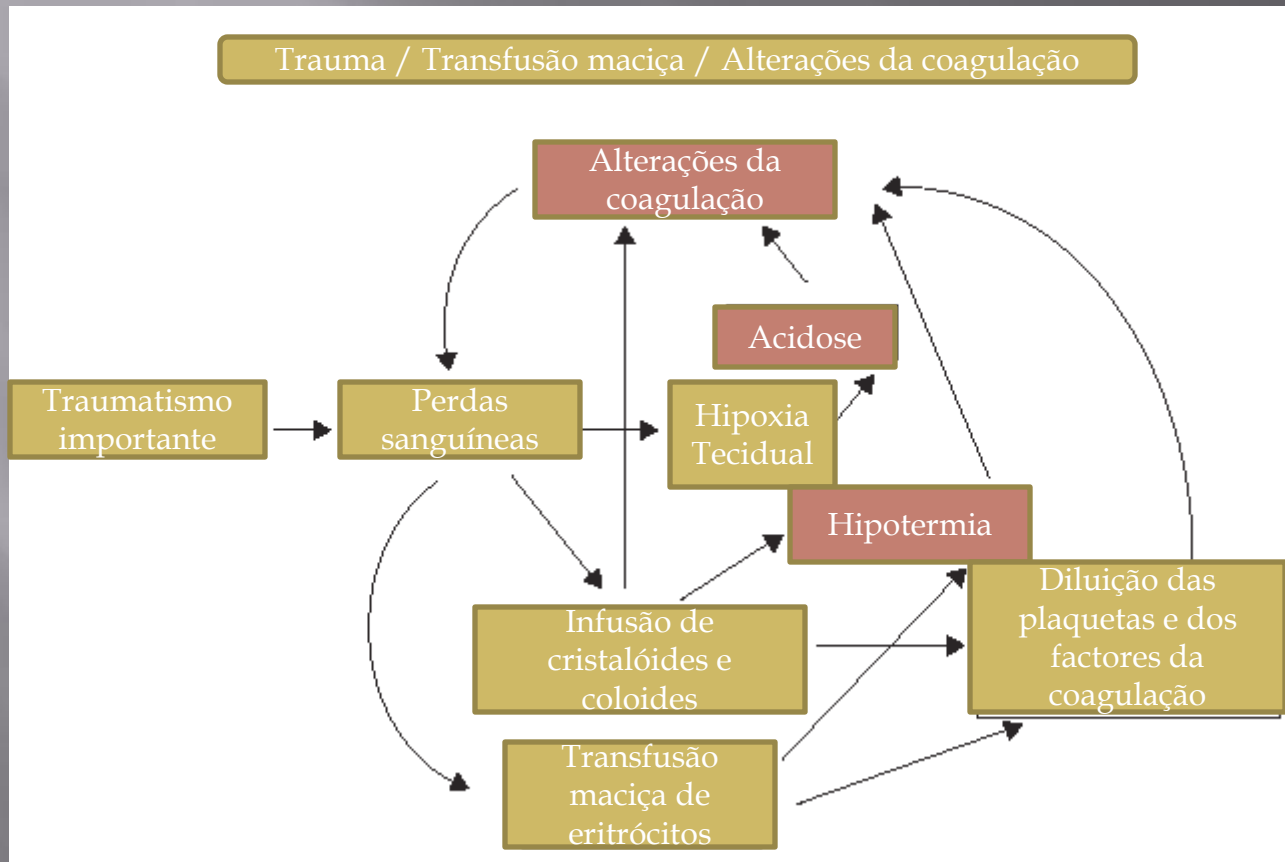 Trauma / Transfusão maciça / Alterações da coagulação
Alterações da
coagulação
Acidose
Traumatismo
importante
Perdas
sanguíneas
Hipoxia
Tecidual
Hipotermia
Infusão de
cristalóides e
coloides
Diluição das
plaquetas e dos
factores da
coagulação
Transfusão
maciça de
eritrócitos